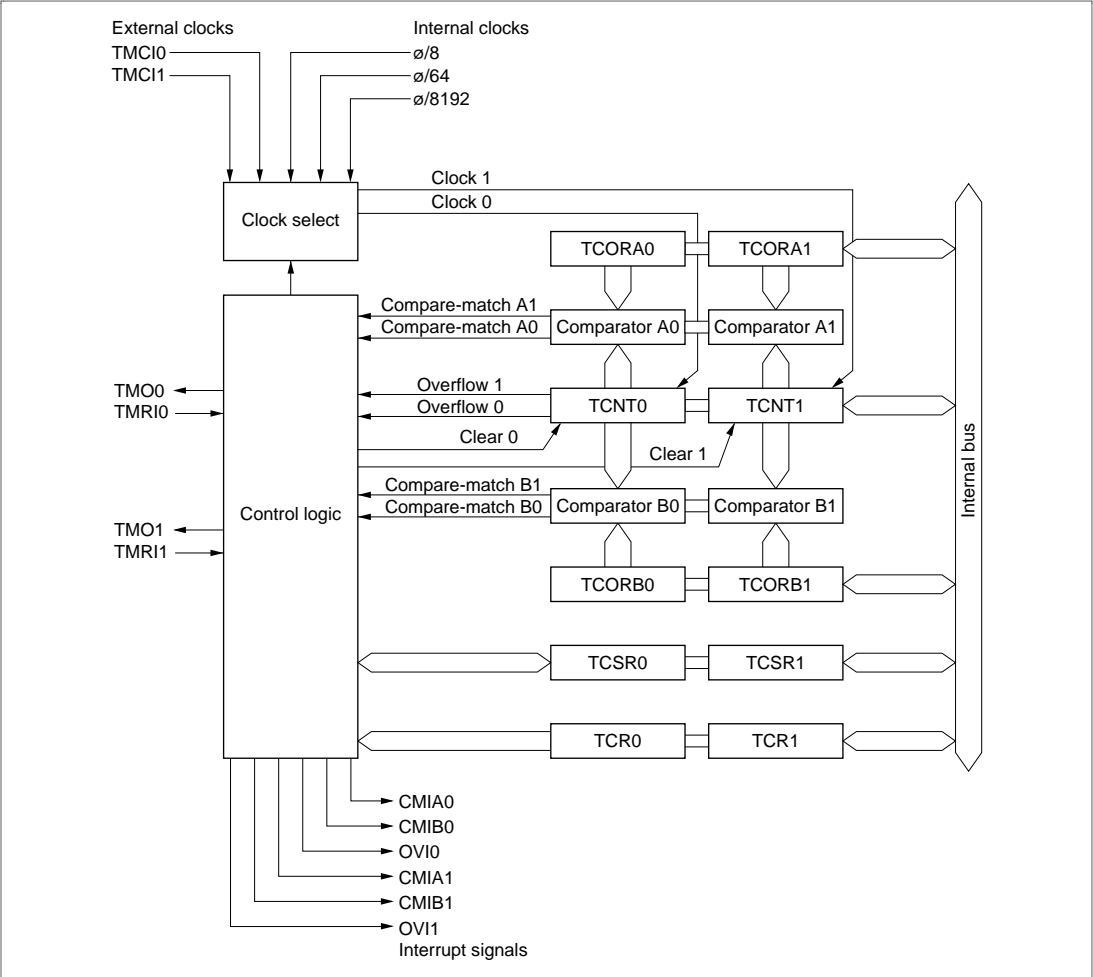 External clocks
Internal clocks
TMCI0
ø/8
TMCI1
ø/64
ø/8192
Clock 1
Clock 0
Clock select
TCORA0
TCORA1
Compare-match A1
Compare-match A0
Comparator A0
Comparator A1
TMO0
TMRI0
Overflow 1
Overflow 0
TCNT0
TCNT1
Clear 0
Clear 1
Internal bus
Compare-match B1
Compare-match B0
Control logic
Comparator B0
Comparator B1
TMO1
TMRI1
TCORB0
TCORB1
TCSR0
TCSR1
TCR0
TCR1
CMIA0
CMIB0
OVI0
CMIA1
CMIB1
OVI1
Interrupt signals